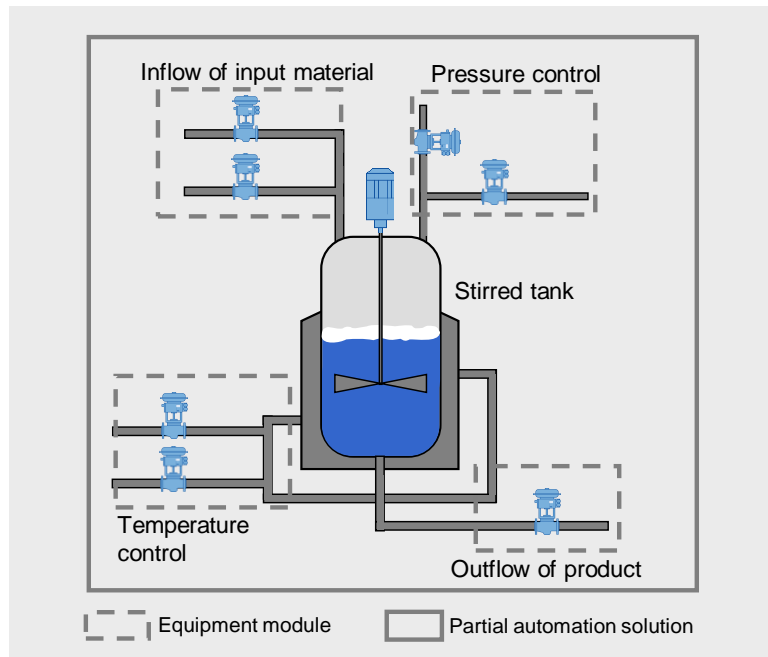 Inflow of input material
Pressure control
Stirred tank
Temperature
control
Outflow of product
Equipment module
Partial automation solution